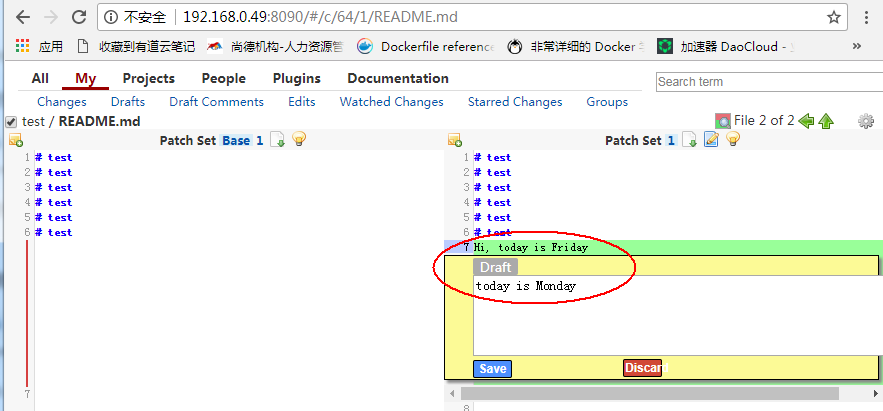 不安全 192.168.0.49:8090/#/c/64/1/README.md
应用 收藏到有道云笔记 尚德机构-人力资源管 Dockerfile reference 非常详细的 Docker 加速器 DaoCloud -
All My Projects People Plugins Documentation
Search term
Changes Drafts Draft Comments Edits Watched Changes Starred Changes Groups
test / README.md
File 2 of 2
Patch Set Base 1
Patch Set 1
1 # test
2 # test
3 # test
4 # test
5 # test
6 # test
7
1 # test
2 # test
3 # test
4 # test
5 # test
6 # test
7 Hi, today is Friday
Draft
today is Monday
Save Discard
8